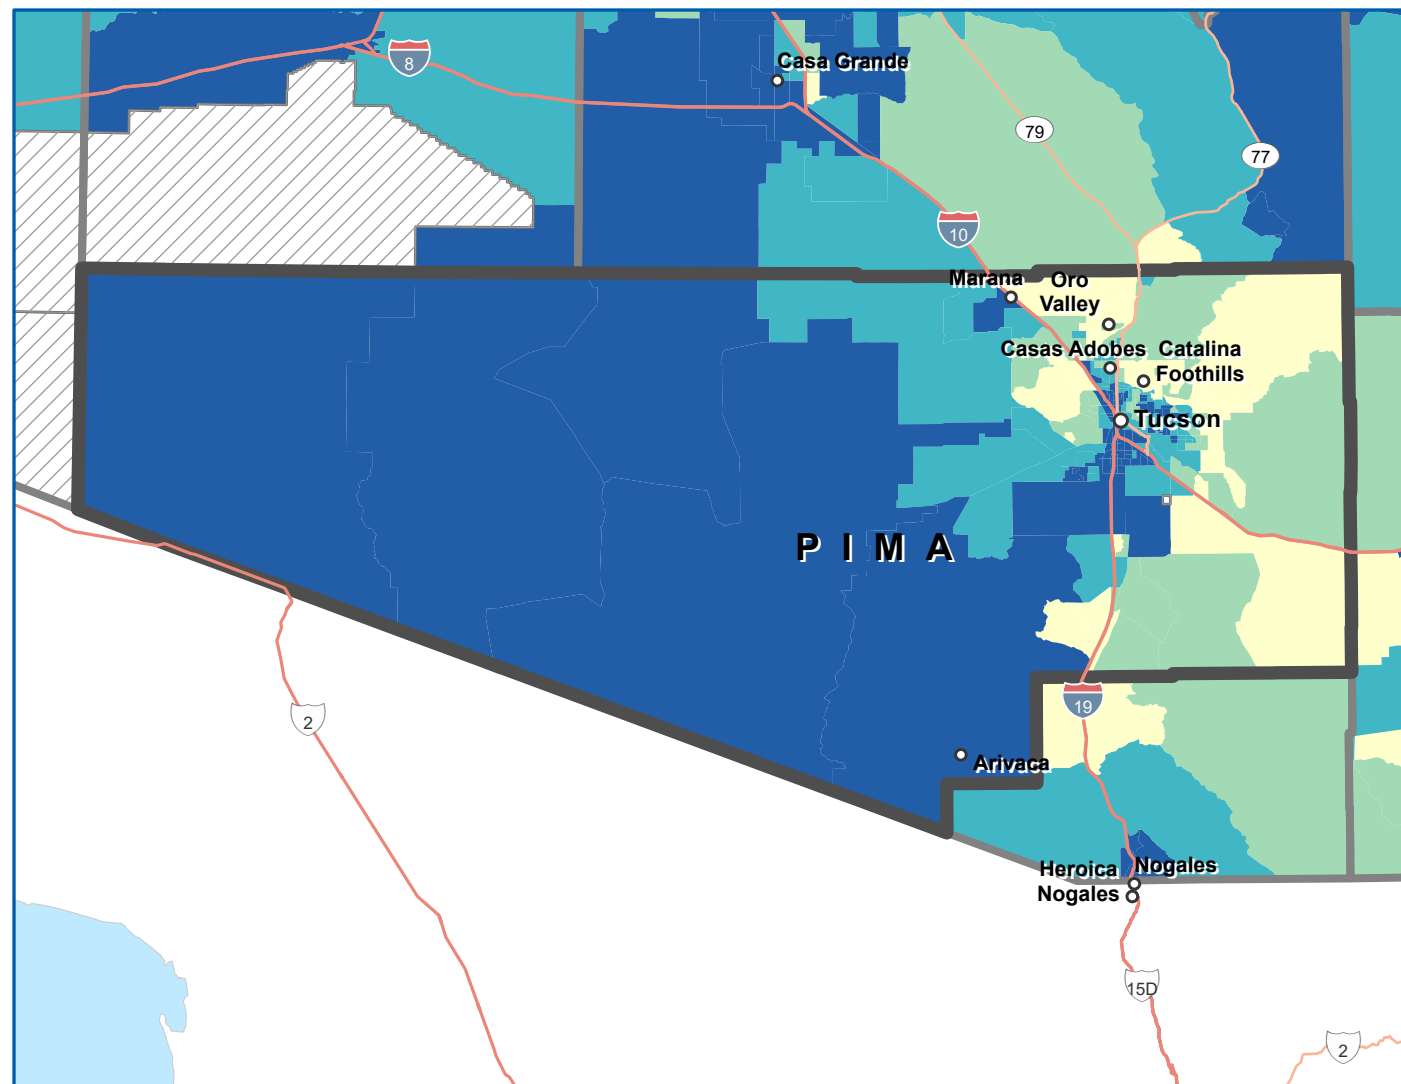 8
Casa Grande
79
77
10
Marana
Oro
Valley
Casas Adobes
Catalina
Foothills
Tucson
P I M A
19
2
Arivaca
Heroica
Nogales
Nogales
15D
2